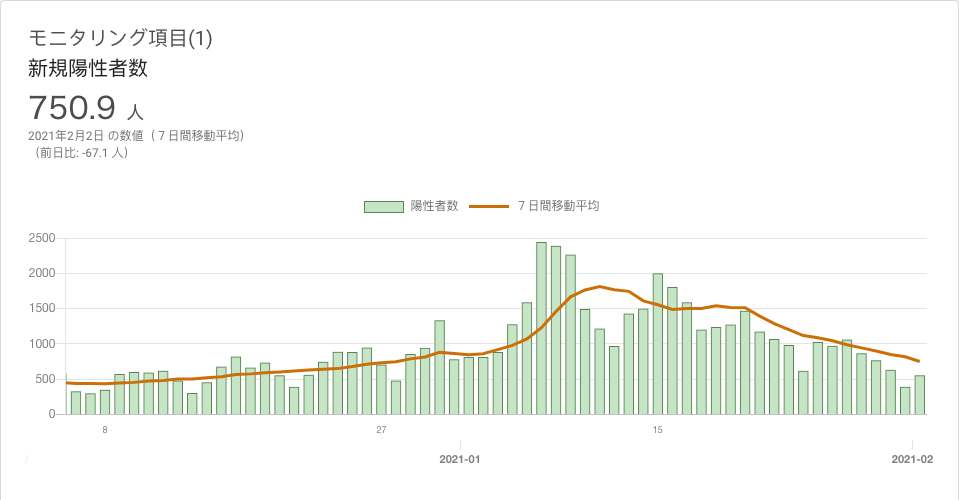 モニタリング項目(1)
新規陽性者数
750.9 人
2021年2月2日 の数値（７日間移動平均）
（前日比: -67.1 人）
陽性者数 ７日間移動平均
2500
2000
1500
1000
500
0
8 27 15
2021-01 2021-02